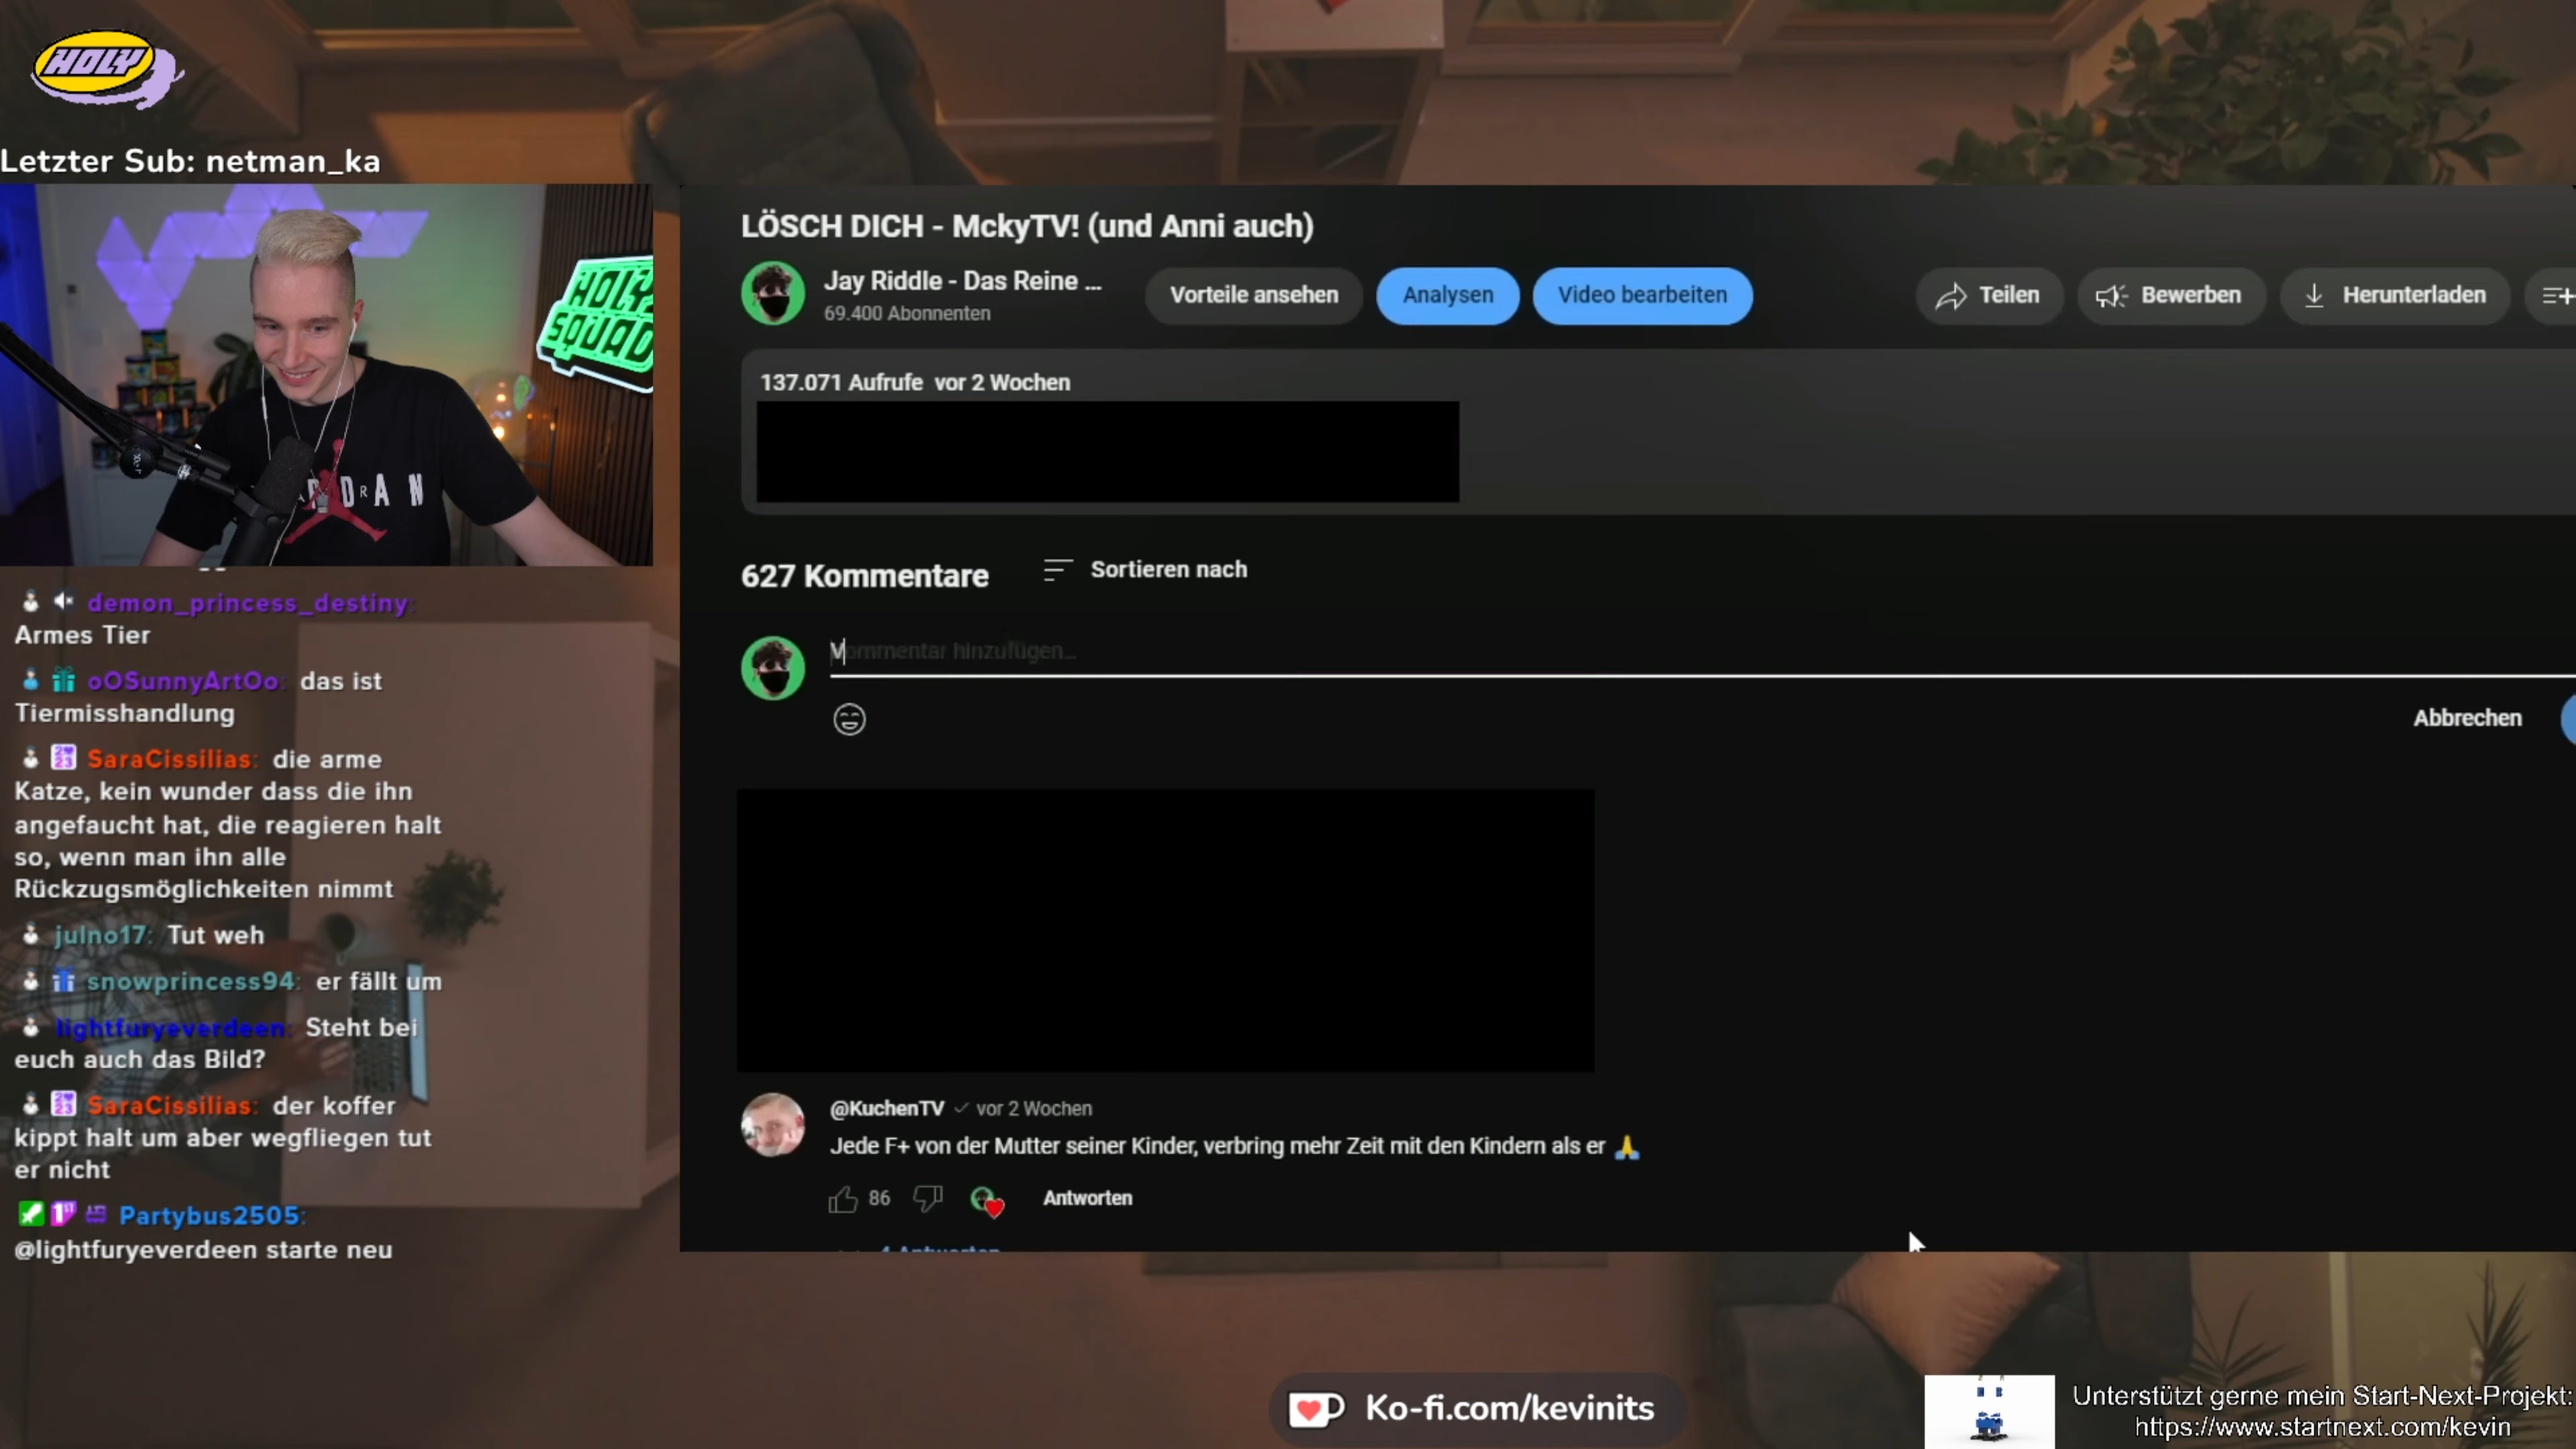 HOLY
Letzter Sub: netman_ka
HOLY
SQUAD
demon_princess_destiny:
Armes Tier
oOSunnyArtOo: das ist
Tiermisshandlung
SaraCissilias: die arme
Katze, kein wunder dass die ihn
angefaucht hat, die reagieren halt
so, wenn man ihn alle
Rückzugsmöglichkeiten nimmt
julno17: Tut weh
snowprincess94: er fällt um
lightfuryeverdeen: Steht bei
euch auch das Bild?
SaraCissilias: der koffer
kippt halt um aber wegfliegen tut
er nicht
Partybus2505:
@lightfuryeverdeen starte neu
LÖSCH DICH - MckyTV! (und Anni auch)
Jay Riddle - Das Reine ...
69.400 Abonnenten
Vorteile ansehen
Analysen
Video bearbeiten
Teilen
Bewerben
Herunterladen
137.071 Aufrufe vor 2 Wochen
627 Kommentare
Sortieren nach
ommentar hinzufügen...
Abbrechen
@KuchenTV vor 2 Wochen
Jede F+ von der Mutter seiner Kinder, verbring mehr Zeit mit den Kindern als er 🙏
86
Antworten
4 Antworten
Ko-fi.com/kevinits
Unterstützt gerne mein Start-Next-Projekt:
https://www.startnext.com/kevin